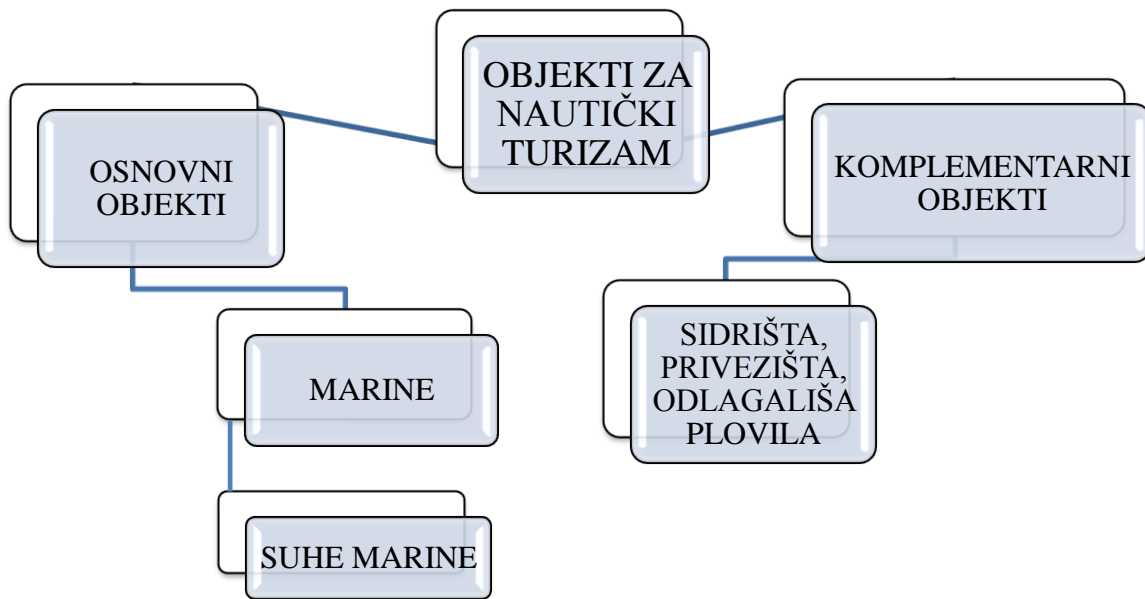 OBJEKTI ZA
NAUTIČKI
TURIZAM
OSNOVNI
OBJEKTI
KOMPLEMENTARNI
OBJEKTI
MARINE
SIDRIŠTA,
PRIVEZIŠTA,
ODLAGALIŠA
PLOVILA
SUHE MARINE